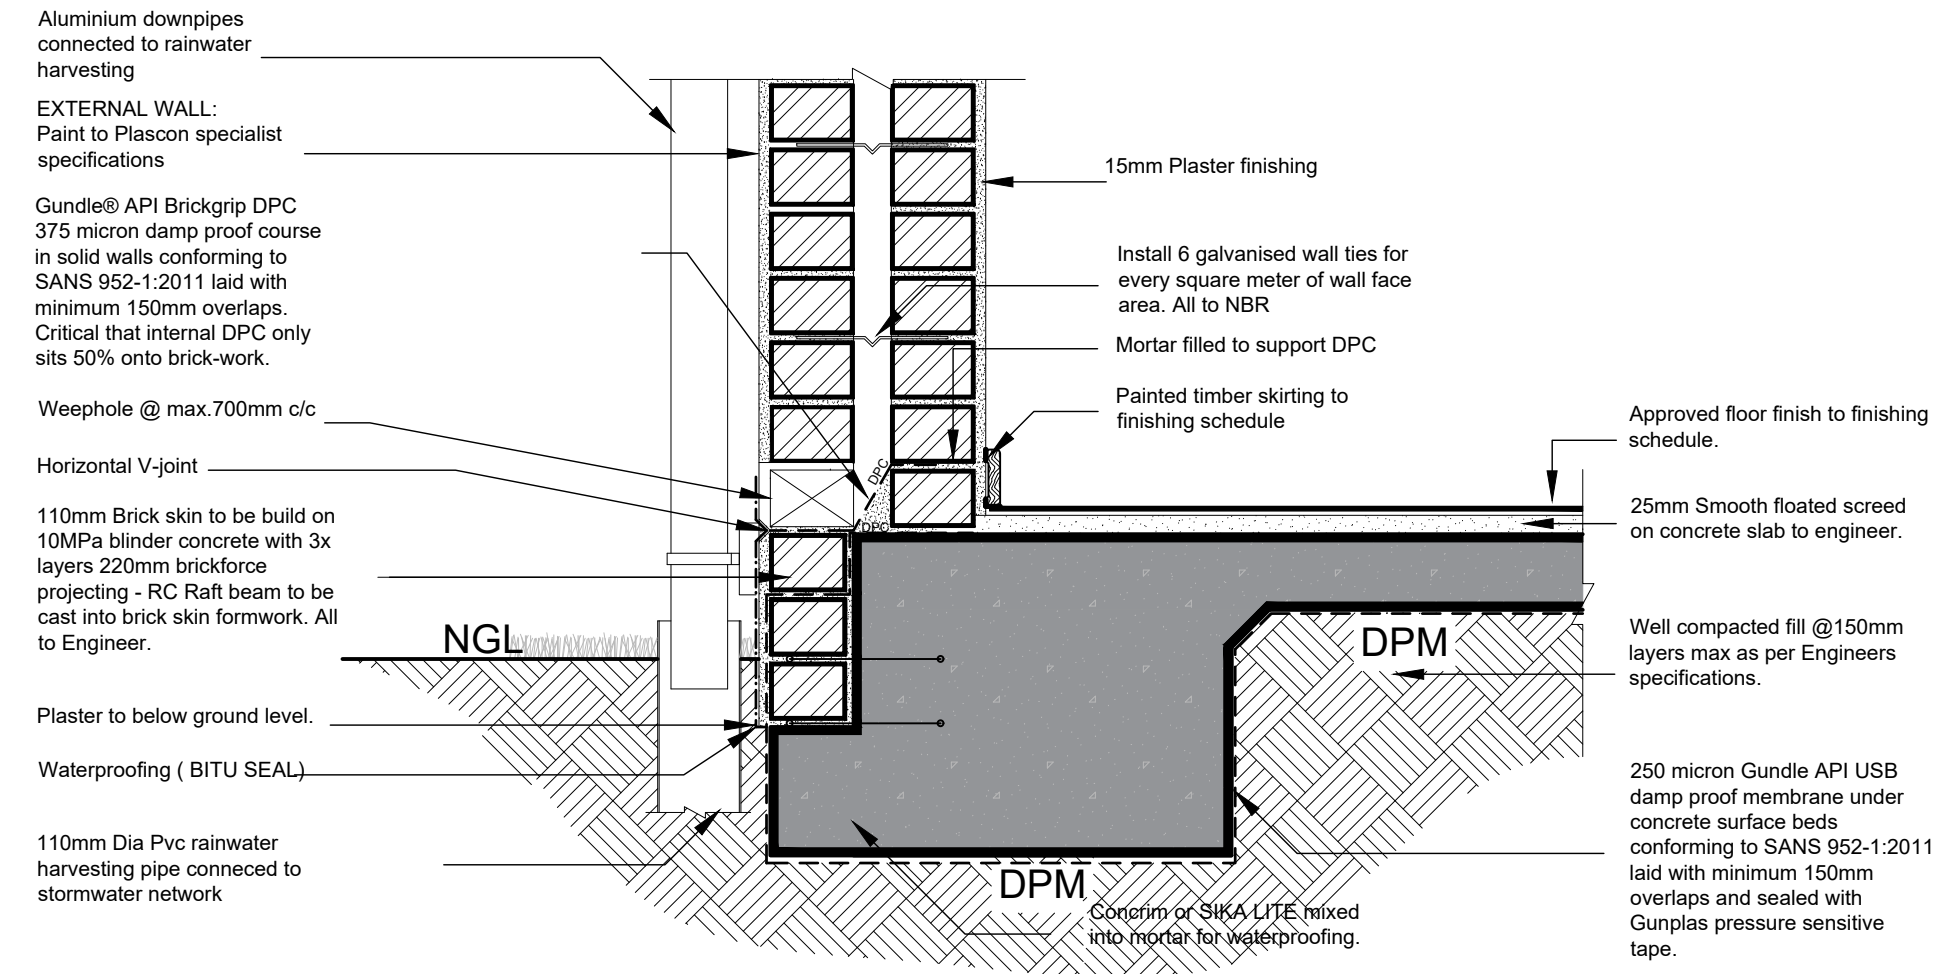 Aluminium downpipes
connected to rainwater
harvesting
EXTERNAL WALL:
Paint to Plascon specialist
specifications
Gundle® API Brickgrip DPC
375 micron damp proof course
in solid walls conforming to
SANS 952-1:2011 laid with
minimum 150mm overlaps.
Critical that internal DPC only
sits 50% onto brick-work.
Weephole @ max.700mm c/c
Horizontal V-joint
110mm Brick skin to be build on
10MPa blinder concrete with 3x
layers 220mm brickforce
projecting - RC Raft beam to be
cast into brick skin formwork. All
to Engineer.
NGL
Plaster to below ground level.
Waterproofing ( BITU SEAL)
110mm Dia Pvc rainwater
harvesting pipe conneced to
stormwater network
DPC
DPC
15mm Plaster finishing
Install 6 galvanised wall ties for
every square meter of wall face
area. All to NBR
Mortar filled to support DPC
Painted timber skirting to
finishing schedule
DPM
Concrim or SIKA LITE mixed
into mortar for waterproofing.
DPM
Approved floor finish to finishing
schedule.
25mm Smooth floated screed
on concrete slab to engineer.
Well compacted fill @150mm
layers max as per Engineers
specifications.
250 micron Gundle API USB
damp proof membrane under
concrete surface beds
conforming to SANS 952-1:2011
laid with minimum 150mm
overlaps and sealed with
Gunplas pressure sensitive
tape.